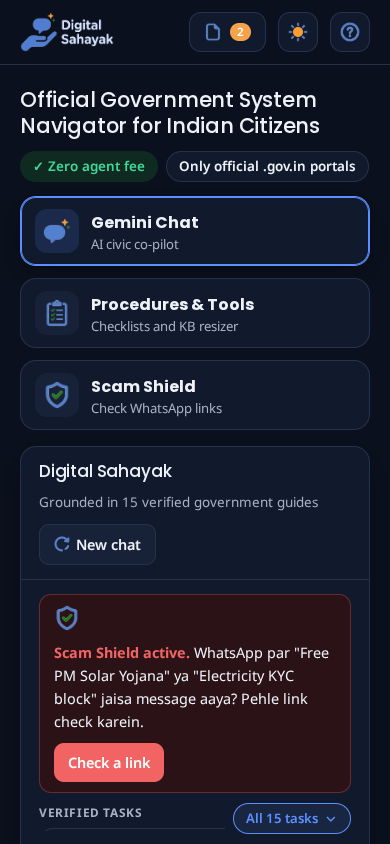 Digital
Sahayak
2
Official Government System
Navigator for Indian Citizens
✓ Zero agent fee
Only official .gov.in portals
Gemini Chat
AI civic co-pilot
Procedures & Tools
Checklists and KB resizer
Scam Shield
Check WhatsApp links
Digital Sahayak
Grounded in 15 verified government guides
New chat
Scam Shield active. WhatsApp par "Free
PM Solar Yojana" ya "Electricity KYC
block" jaisa message aaya? Pehle link
check karein.
Check a link
VERIFIED TASKS
All 15 tasks